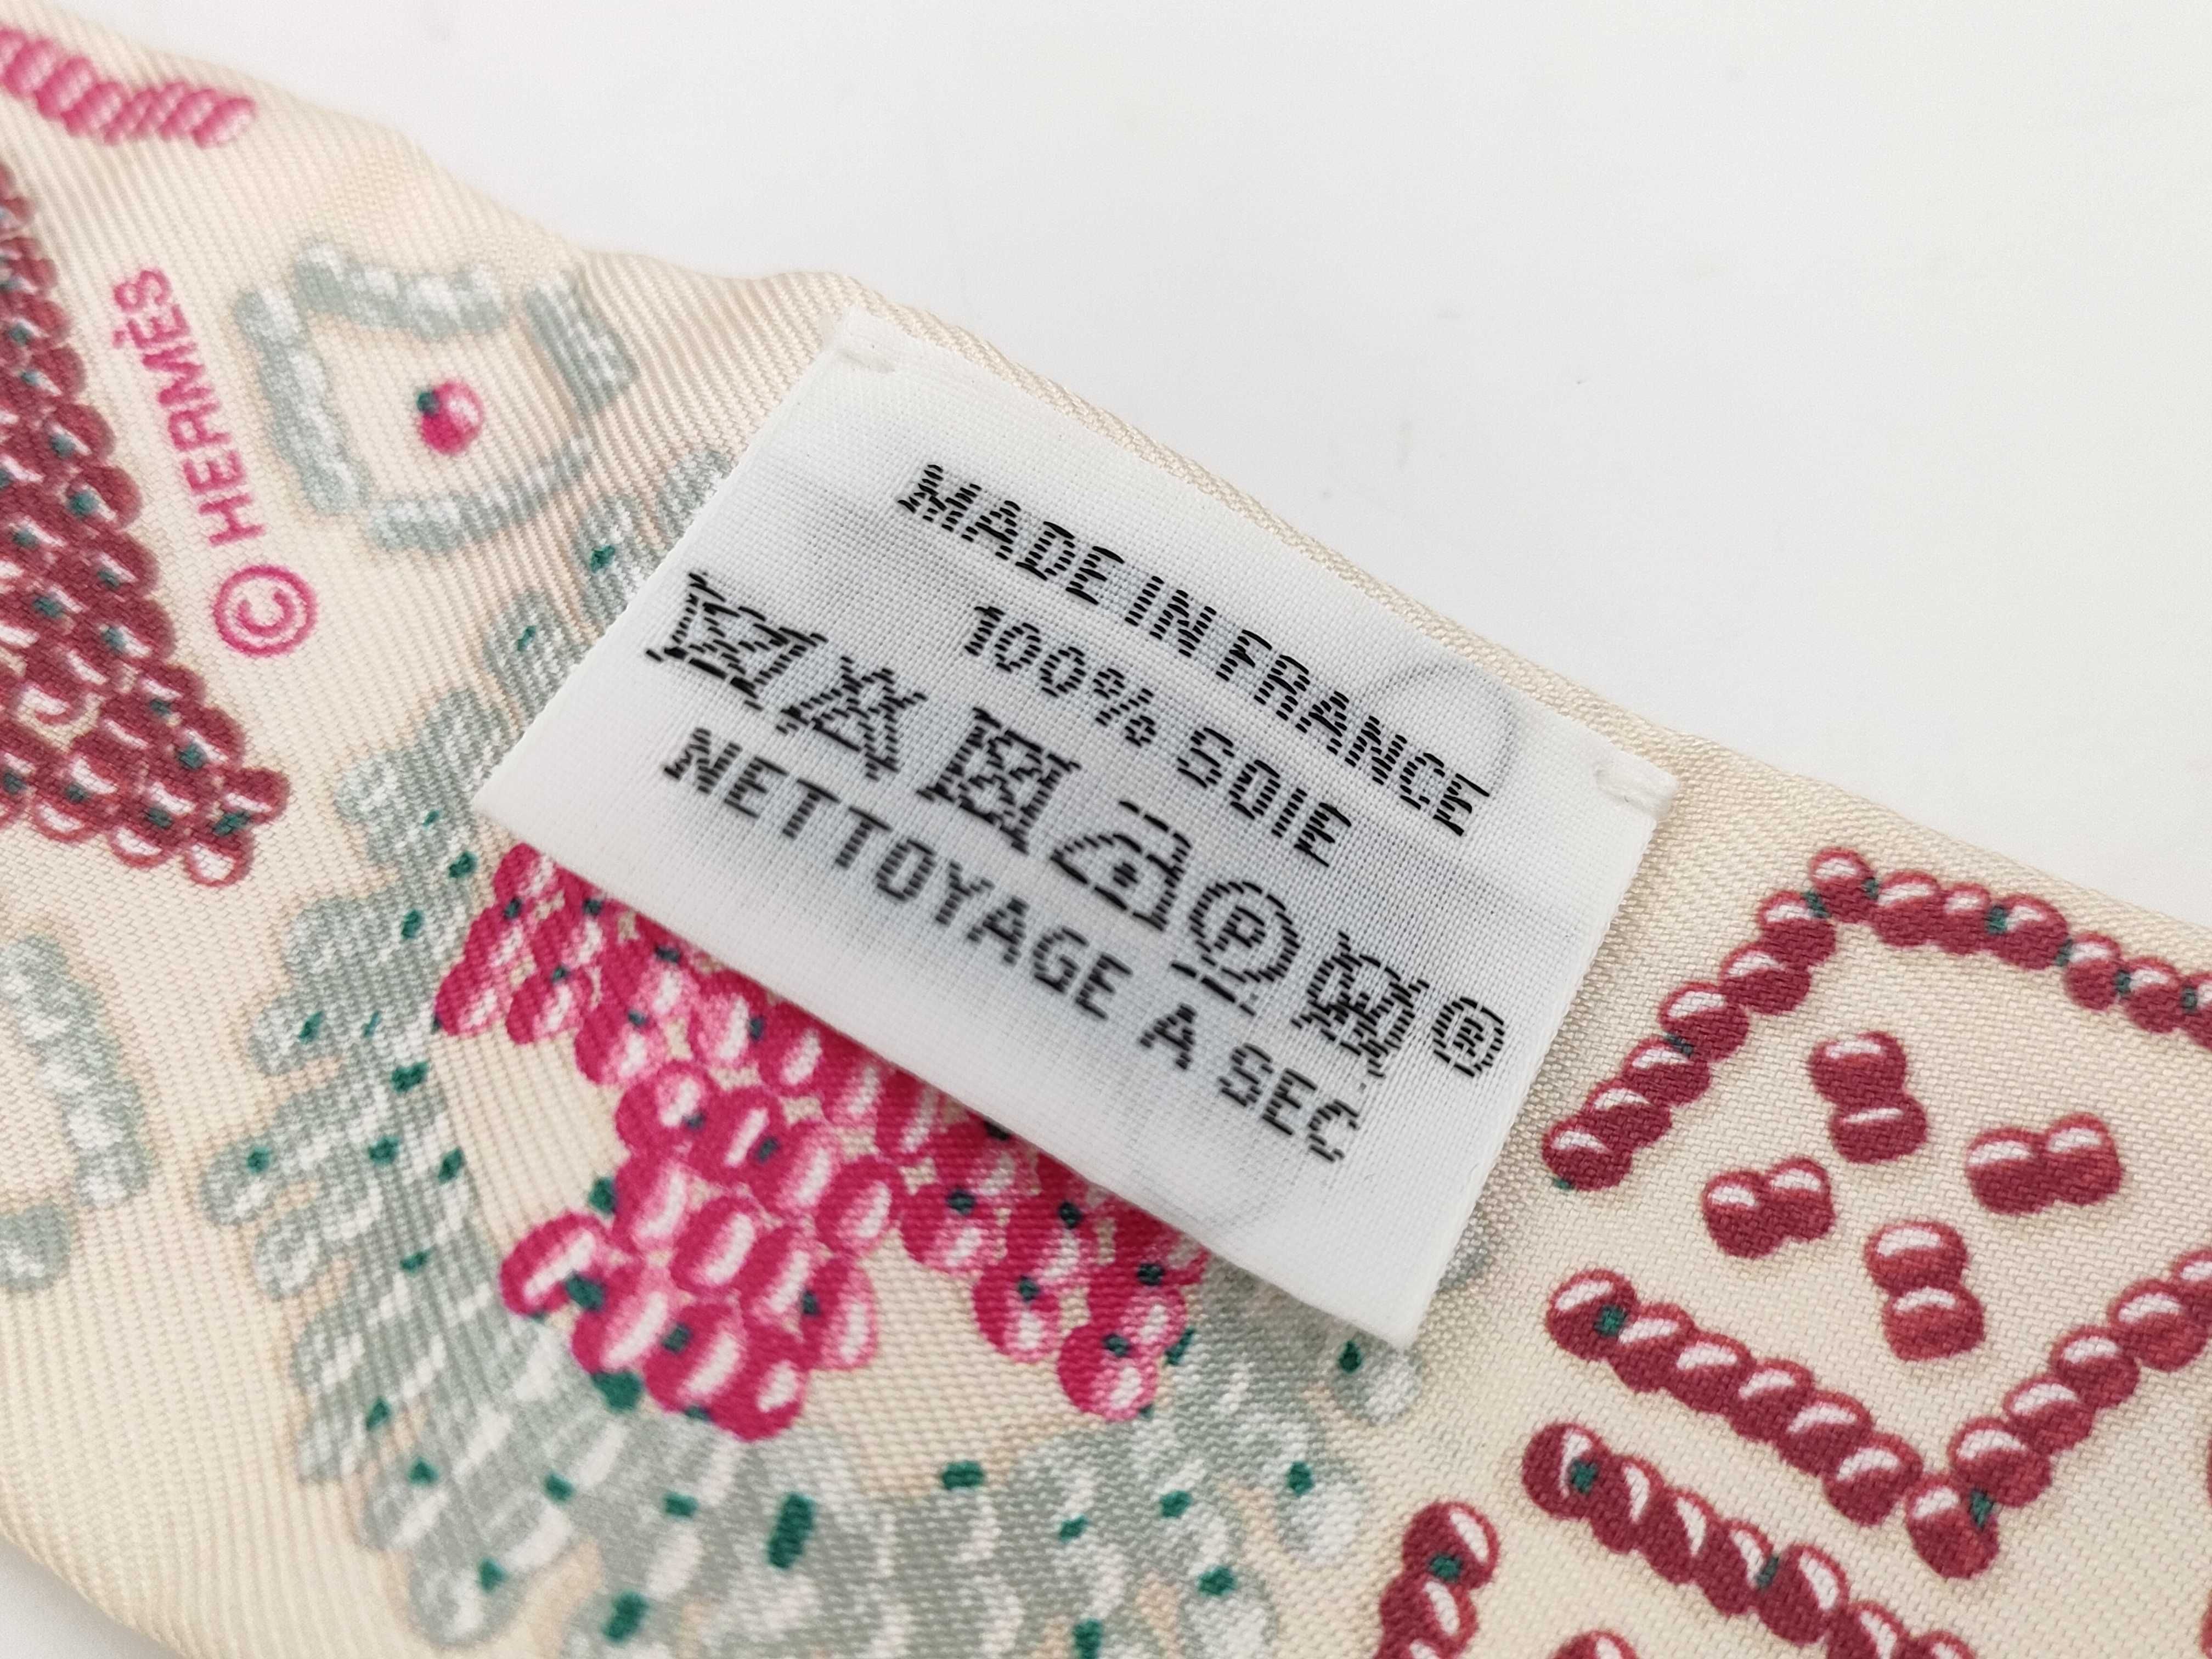 © HERMÈS
MADE IN FRANCE
100% SOIE
P ®
NETTOYAGE A SEC